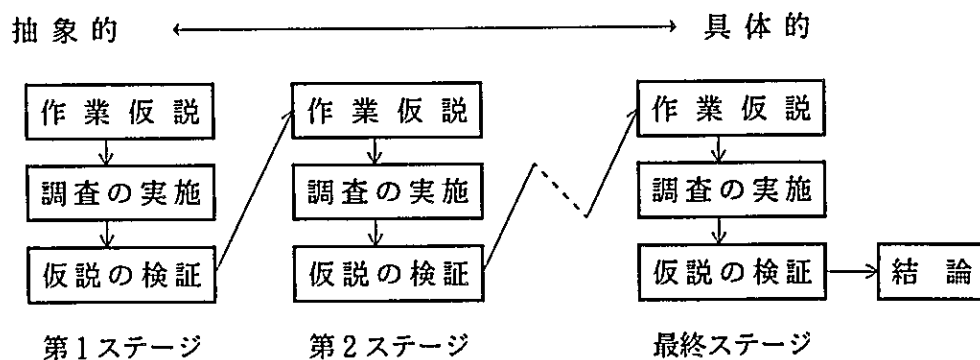 抽象的 具体的
作業仮説 作業仮説 作業仮説
調査の実施 調査の実施 調査の実施
仮説の検証 仮説の検証 仮説の検証 結論
第1ステージ 第2ステージ 最終ステージ